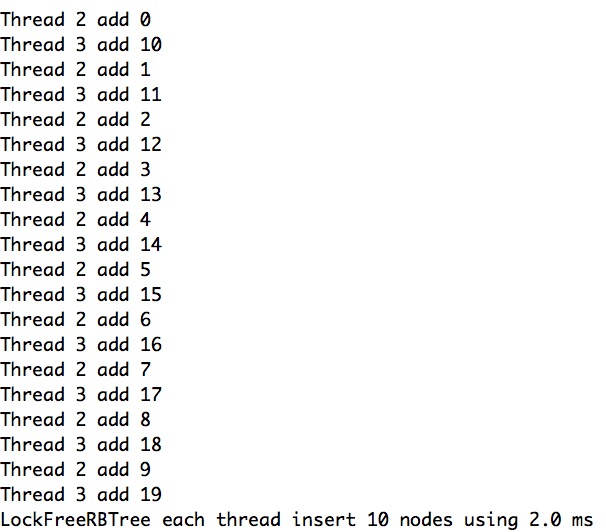 Thread 2 add 0
Thread 3 add 10
Thread 2 add 1
Thread 3 add 11
Thread 2 add 2
Thread 3 add 12
Thread 2 add 3
Thread 3 add 13
Thread 2 add 4
Thread 3 add 14
Thread 2 add 5
Thread 3 add 15
Thread 2 add 6
Thread 3 add 16
Thread 2 add 7
Thread 3 add 17
Thread 2 add 8
Thread 3 add 18
Thread 2 add 9
Thread 3 add 19
LockFreeRBTree each thread insert 10 nodes using 2.0 ms